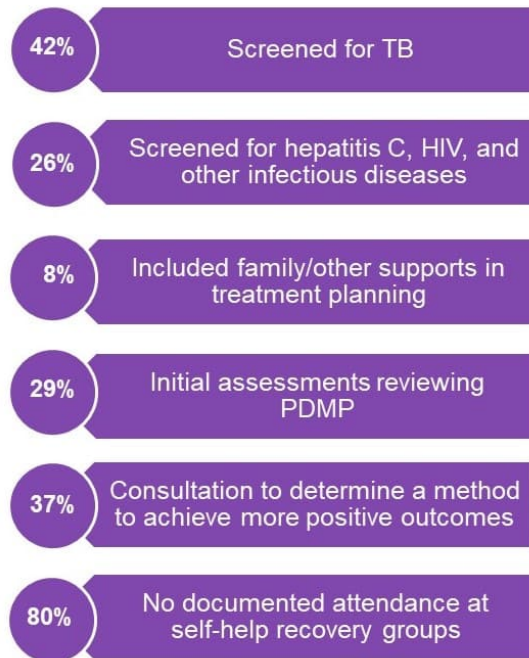 42%
Screened for TB
26%
Screened for hepatitis C, HIV, and
other infectious diseases
8%
Included family/other supports in
treatment planning
29%
Initial assessments reviewing
PDMP
37%
Consultation to determine a method
to achieve more positive outcomes
80%
No documented attendance at
self-help recovery groups